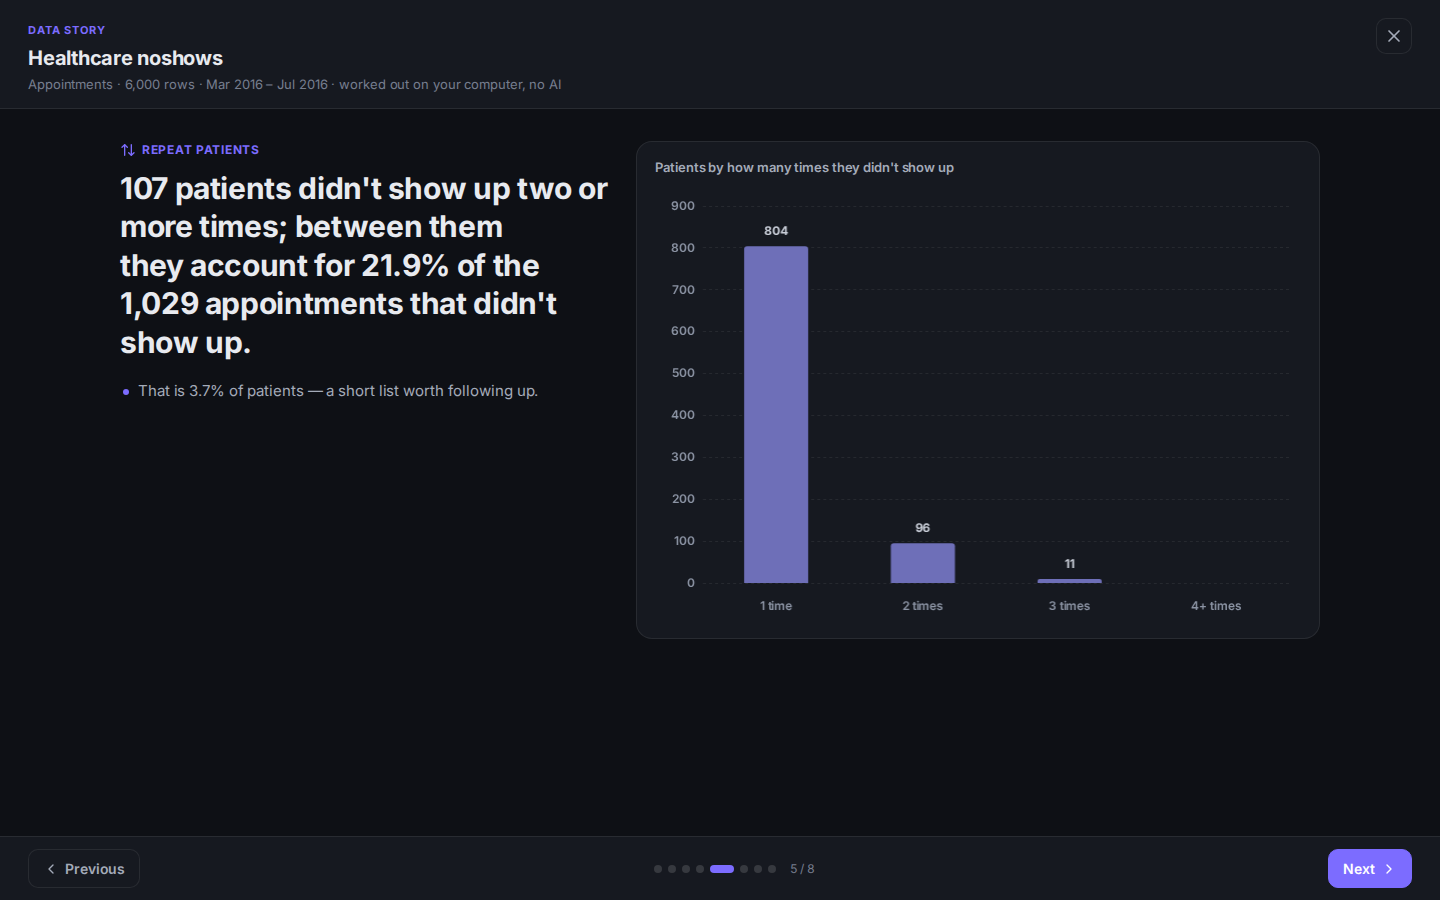 DATA STORY
Healthcare noshows
Appointments · 6,000 rows · Mar 2016 – Jul 2016 · worked out on your computer, no AI
REPEAT PATIENTS
107 patients didn't show up two or
more times; between them
they account for 21.9% of the
1,029 appointments that didn't
show up.
That is 3.7% of patients — a short list worth following up.
Patients by how many times they didn't show up
900
800
700
600
500
400
300
200
100
0
804
96
11
1 time
2 times
3 times
4+ times
Previous
5 / 8
Next